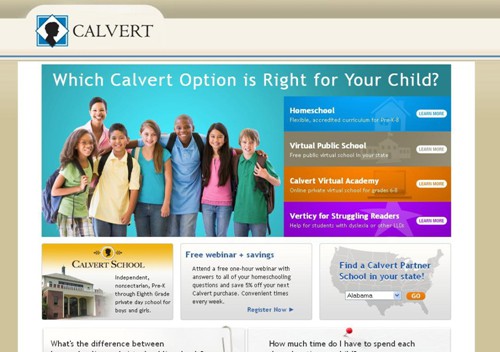 CALVERT
Which Calvert Option is Right for Your Child?
Homeschool
Flexible, accredited curriculum for Pre-K-8
LEARN MORE
Virtual Public School
Free public virtual school in your state
LEARN MORE
Calvert Virtual Academy
Online private virtual school for grades 6-8
LEARN MORE
Verticy for Struggling Readers
Help for students with dyslexia or other LLDs
LEARN MORE
CALVERT SCHOOL
Independent,
nonsectarian, Pre-K
through Eighth Grade
private day school for
boys and girls.
Free webinar + savings
Attend a free one-hour webinar with
answers to all of your homeschooling
questions and save 5% off your next
Calvert purchase. Convenient times
every week.
Register Now ►
Find a Calvert Partner
School in your state!
Alabama
GO
What's the difference between
How much time do I have to spend each